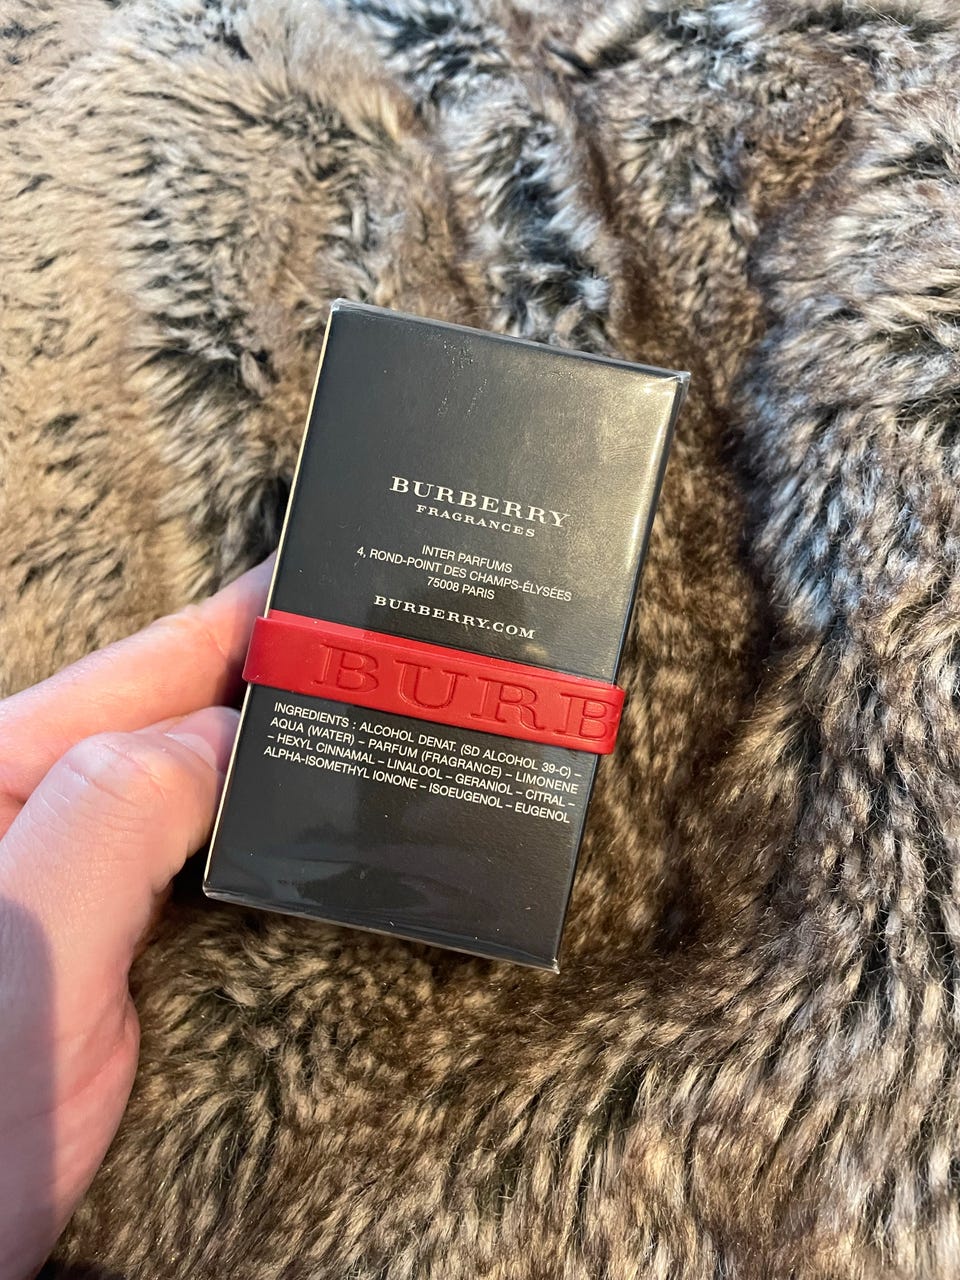 BURBERRY
FRAGRANCES
INTER PARFUMS
4, ROND-POINT DES CHAMPS-ÉLYSÉES
75008 PARIS
BURBERRY.COM
BURB
INGREDIENTS : ALCOHOL DENAT. (SD ALCOHOL 39-C) –
AQUA (WATER) – PARFUM (FRAGRANCE) – LIMONENE
– HEXYL CINNAMAL – LINALOOL – GERANIOL – CITRAL –
ALPHA-ISOMETHYL IONONE – ISOEUGENOL – EUGENOL